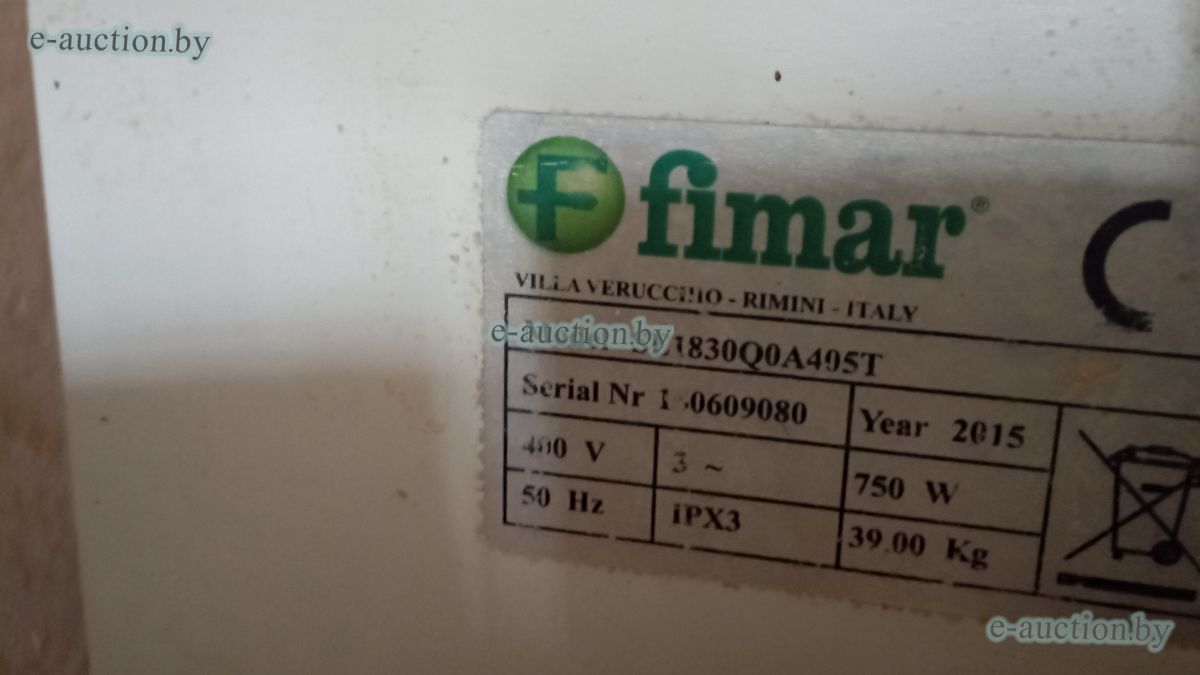 e-auction.by
F fimar®
VILLA VERUCCHIO - RIMINI - ITALY
e-auction.by
Serial Nr
Year 2015
400 V
3 ~
750 W
50 Hz
IPX3
39.00 Kg
e-auction.by